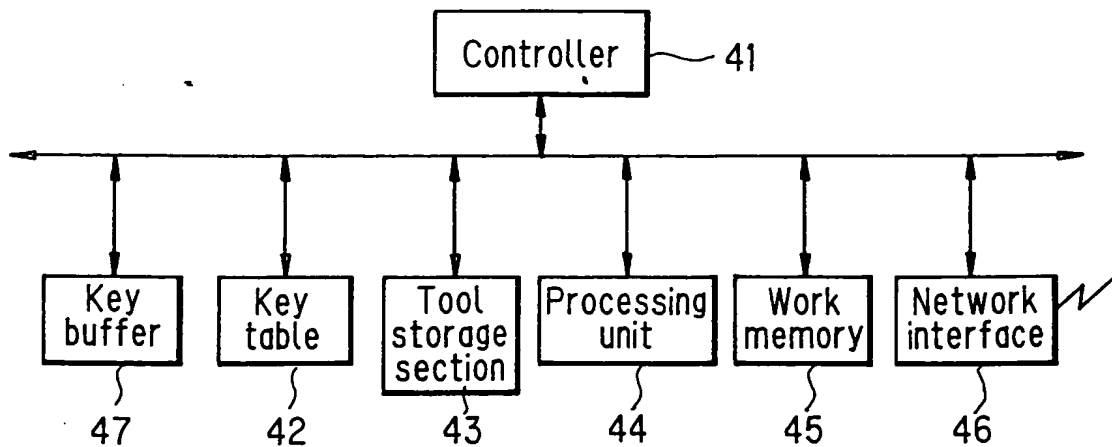 Controller
41
Key
buffer
Key
table
Tool
storage
section
Processing
unit
Work
memory
Network
interface
47
42
43
44
45
46